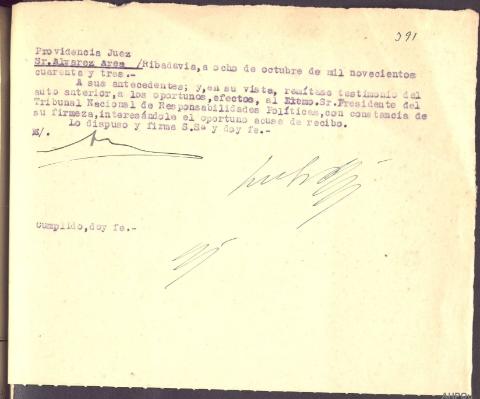 391
Providencia Juez
Sr.Alvarez Arca /Ribadavia,a ocho de octubre de mil novecientos
cuarenta y tres.-
A sus antecedentes; y,en su vista, remítase testimonio del
auto anterior,a los oportunos,efectos, al Exmo.Sr.Presidente del
Tribunal Nacional de Responsabilidades Políticas,con constancia de
su firmeza,interesándole el oportuno acuse de recibo.
Lo dispuso y firma S.Sª y doy fe.-
M/.
Cumplido,doy fe.-